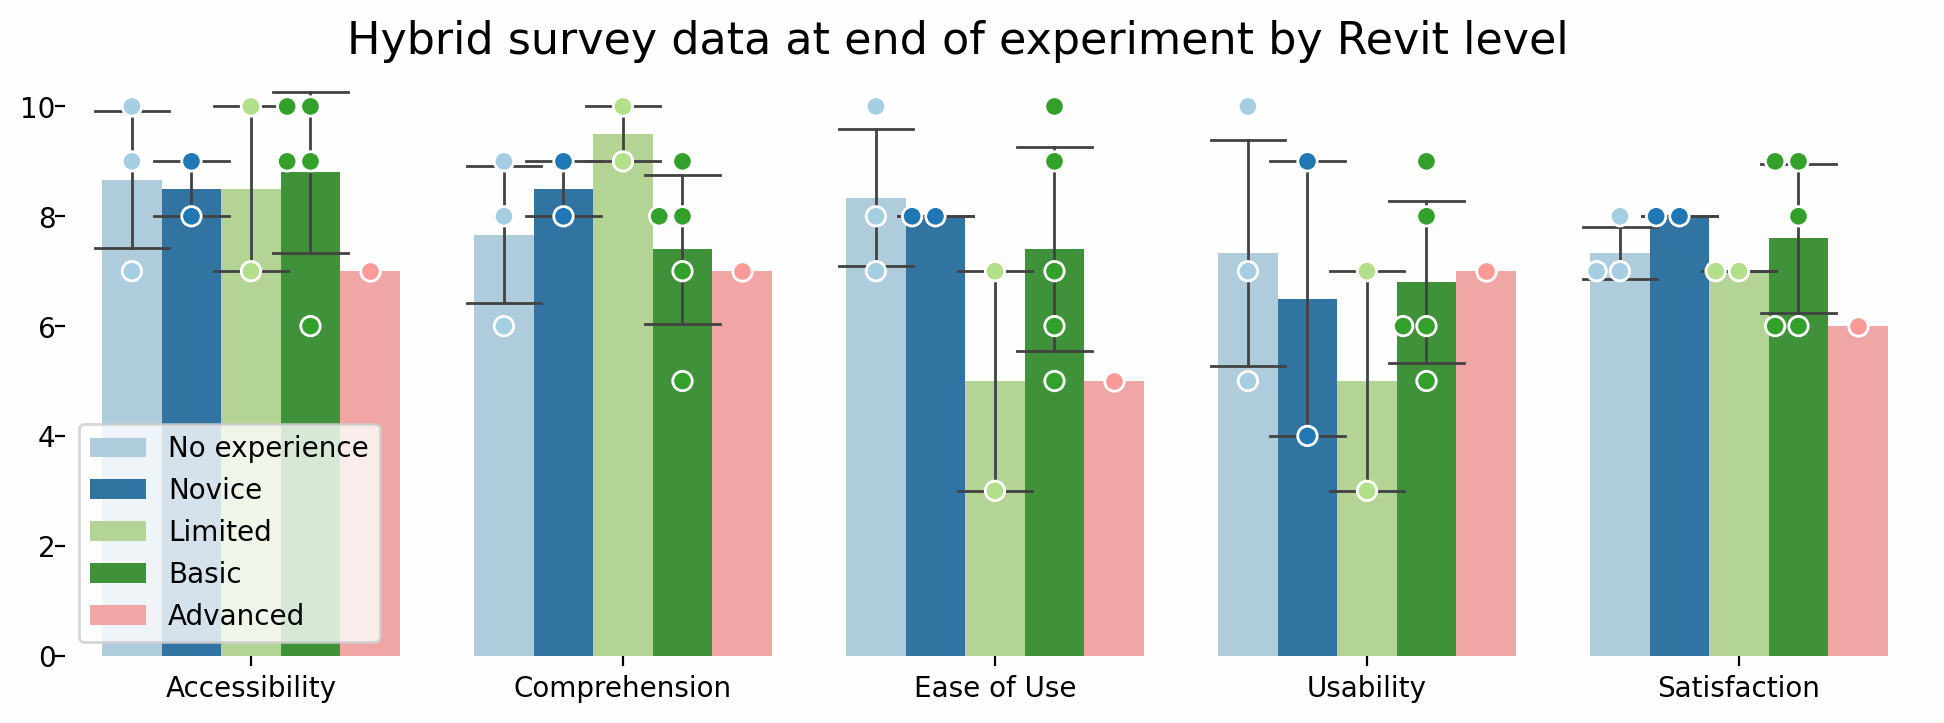 Hybrid survey data at end of experiment by Revit level
10
8
6
4
2
0
No experience
Novice
Limited
Basic
Advanced
Accessibility
Comprehension
Ease of Use
Usability
Satisfaction